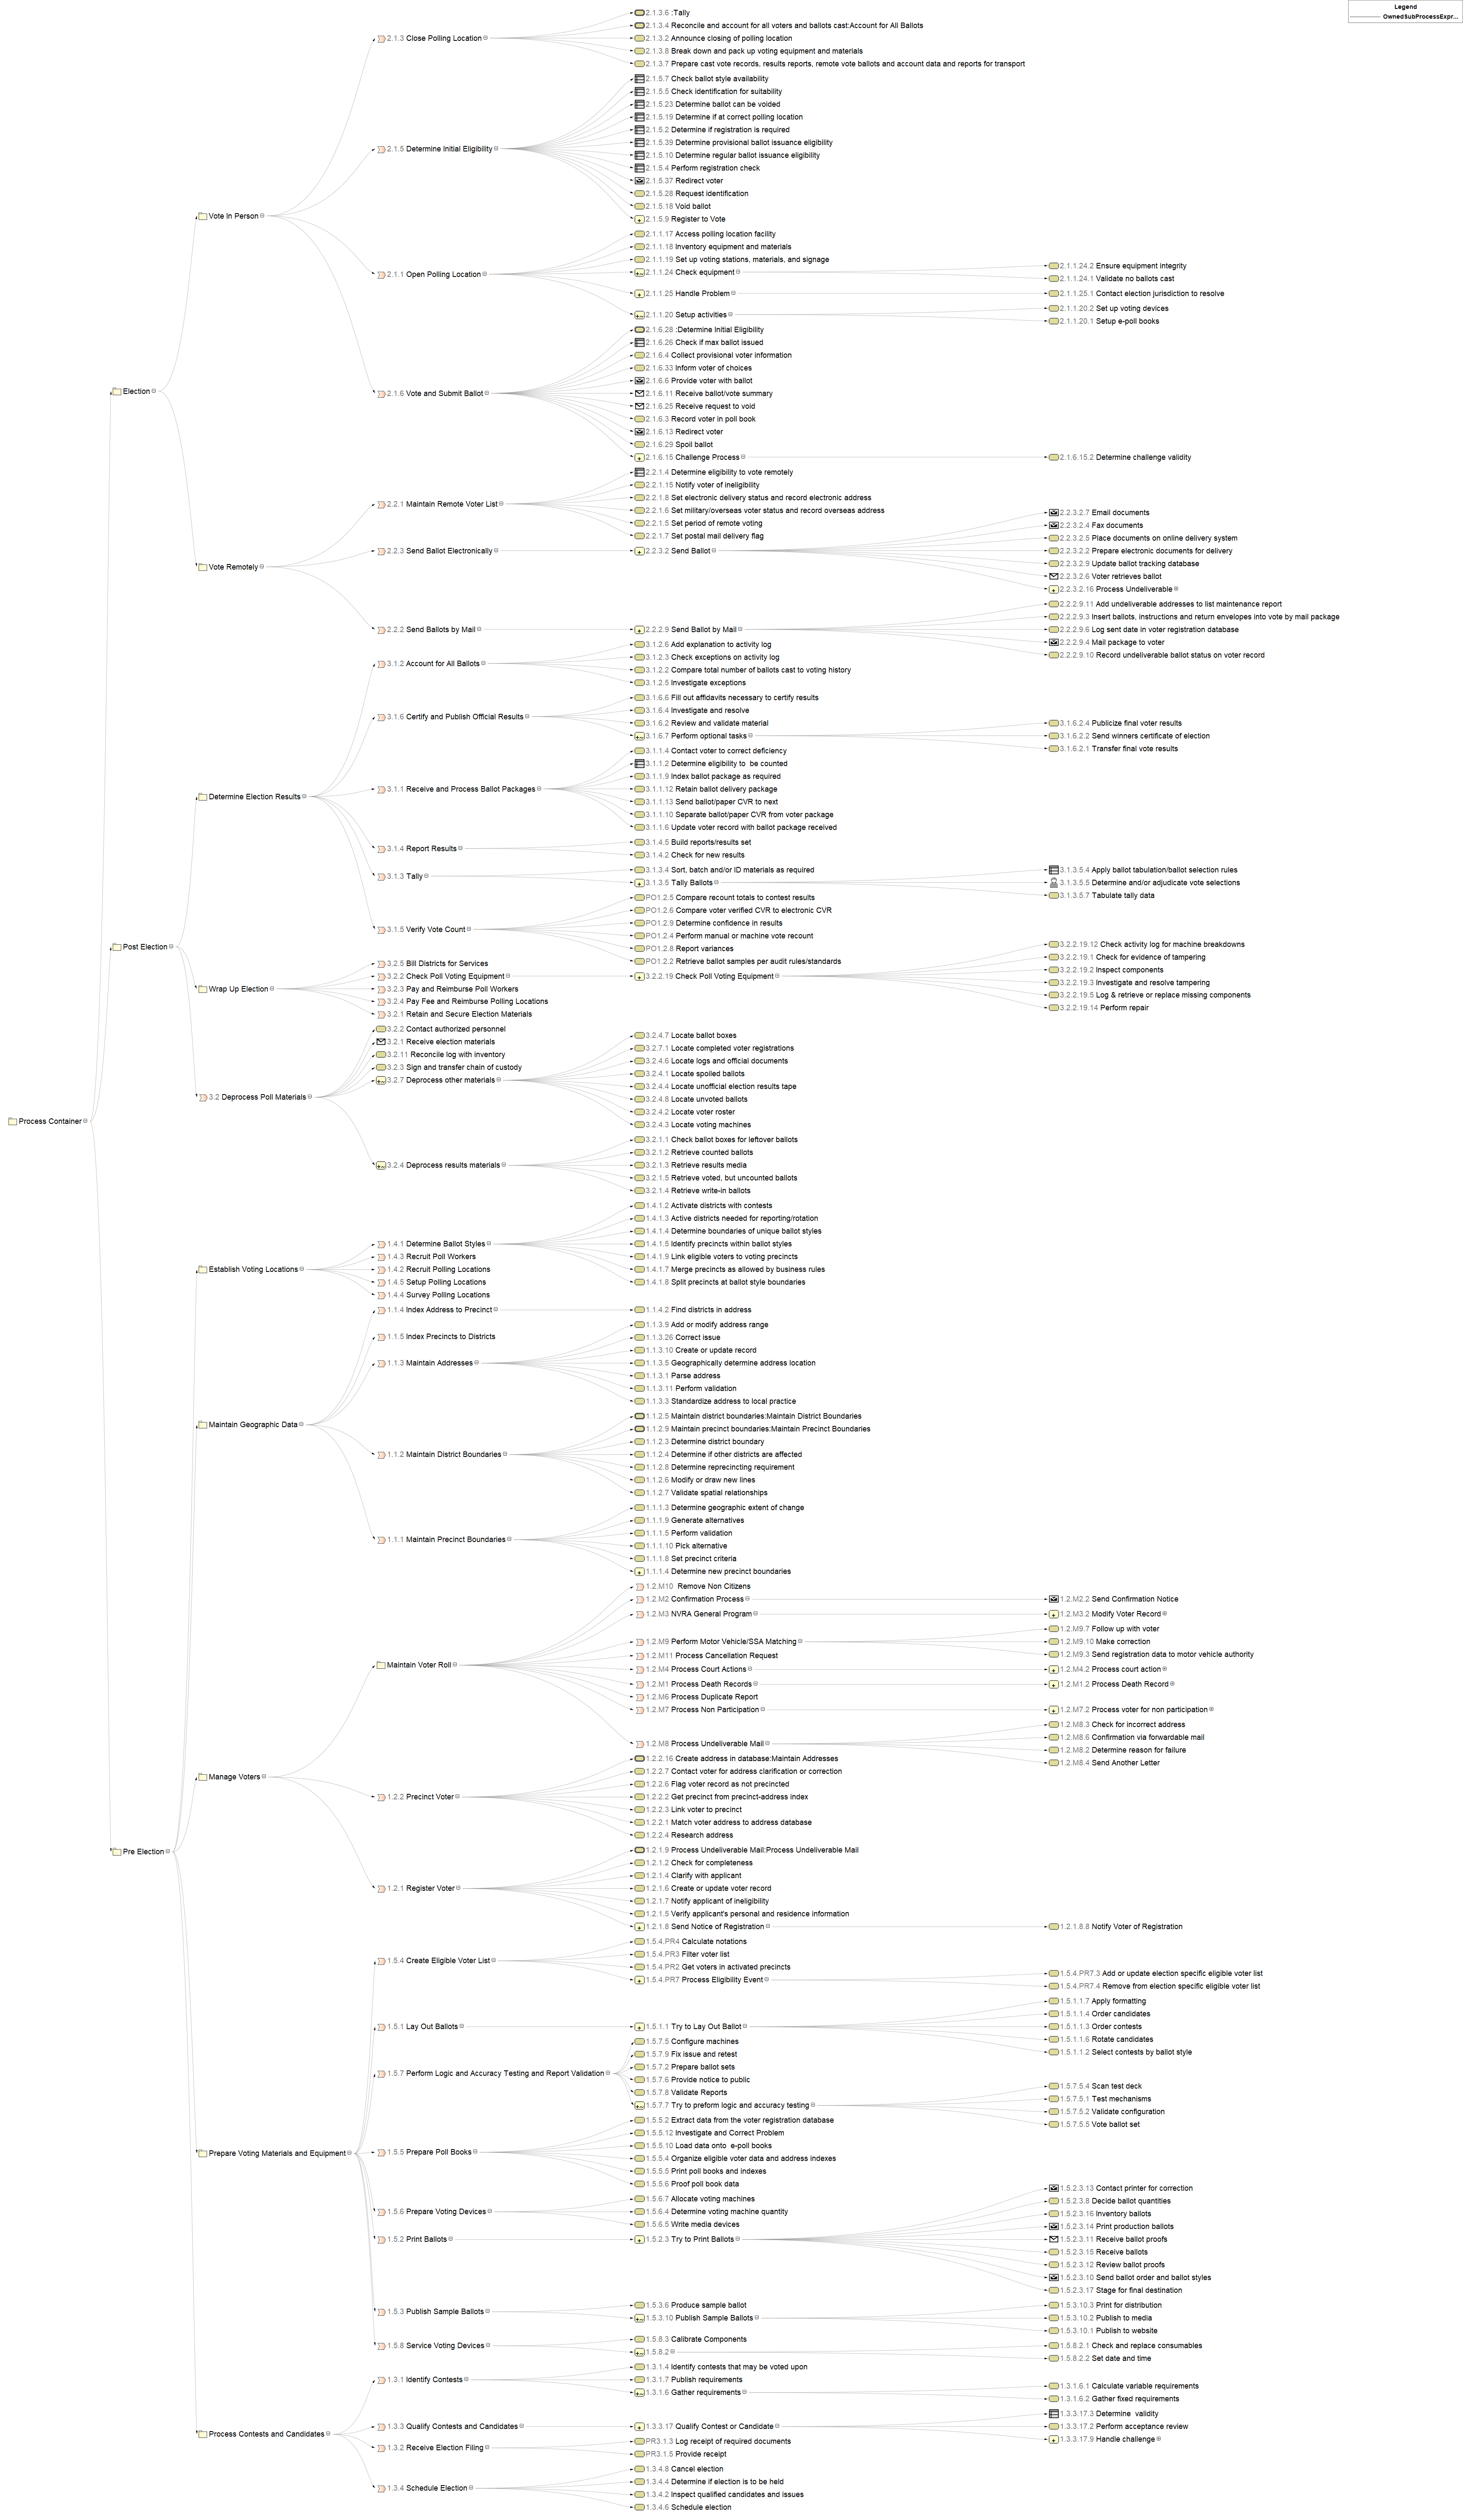 Legend
OwnedSubProcessExpr...
Process Container
Election
Vote In Person
2.1.3 Close Polling Location
2.1.3.6 :Tally
2.1.3.4 Reconcile and account for all voters and ballots cast:Account for All Ballots
2.1.3.2 Announce closing of polling location
2.1.3.8 Break down and pack up voting equipment and materials
2.1.3.7 Prepare cast vote records, results reports, remote vote ballots and account data and reports for transport
2.1.5 Determine Initial Eligibility
2.1.5.7 Check ballot style availability
2.1.5.5 Check identification for suitability
2.1.5.23 Determine ballot can be voided
2.1.5.19 Determine if at correct polling location
2.1.5.2 Determine if registration is required
2.1.5.39 Determine provisional ballot issuance eligibility
2.1.5.10 Determine regular ballot issuance eligibility
2.1.5.4 Perform registration check
2.1.5.37 Redirect voter
2.1.5.28 Request identification
2.1.5.18 Void ballot
2.1.5.9 Register to Vote
2.1.1 Open Polling Location
2.1.1.17 Access polling location facility
2.1.1.18 Inventory equipment and materials
2.1.1.19 Set up voting stations, materials, and signage
2.1.1.24 Check equipment
2.1.1.24.2 Ensure equipment integrity
2.1.1.24.1 Validate no ballots cast
2.1.1.25 Handle Problem
2.1.1.25.1 Contact election jurisdiction to resolve
2.1.1.20 Setup activities
2.1.1.20.2 Set up voting devices
2.1.1.20.1 Setup e-poll books
2.1.6 Vote and Submit Ballot
2.1.6.28 :Determine Initial Eligibility
2.1.6.26 Check if max ballot issued
2.1.6.4 Collect provisional voter information
2.1.6.33 Inform voter of choices
2.1.6.6 Provide voter with ballot
2.1.6.11 Receive ballot/vote summary
2.1.6.25 Receive request to void
2.1.6.3 Record voter in poll book
2.1.6.13 Redirect voter
2.1.6.29 Spoil ballot
2.1.6.15 Challenge Process
2.1.6.15.2 Determine challenge validity
Vote Remotely
2.2.1 Maintain Remote Voter List
2.2.1.4 Determine eligibility to vote remotely
2.2.1.15 Notify voter of ineligibility
2.2.1.8 Set electronic delivery status and record electronic address
2.2.1.6 Set military/overseas voter status and record overseas address
2.2.1.5 Set period of remote voting
2.2.1.7 Set postal mail delivery flag
2.2.3 Send Ballot Electronically
2.2.3.2 Send Ballot
2.2.3.2.7 Email documents
2.2.3.2.4 Fax documents
2.2.3.2.5 Place documents on online delivery system
2.2.3.2.2 Prepare electronic documents for delivery
2.2.3.2.9 Update ballot tracking database
2.2.3.2.6 Voter retrieves ballot
2.2.3.2.16 Process Undeliverable
2.2.2 Send Ballots by Mail
2.2.2.9 Send Ballot by Mail
2.2.2.9.11 Add undeliverable addresses to list maintenance report
2.2.2.9.3 Insert ballots, instructions and return envelopes into vote by mail package
2.2.2.9.6 Log sent date in voter registration database
2.2.2.9.4 Mail package to voter
2.2.2.9.10 Record undeliverable ballot status on voter record
Post Election
Determine Election Results
3.1.2 Account for All Ballots
3.1.2.6 Add explanation to activity log
3.1.2.3 Check exceptions on activity log
3.1.2.2 Compare total number of ballots cast to voting history
3.1.2.5 Investigate exceptions
3.1.6 Certify and Publish Official Results
3.1.6.6 Fill out affidavits necessary to certify results
3.1.6.4 Investigate and resolve
3.1.6.2 Review and validate material
3.1.6.7 Perform optional tasks
3.1.6.2.4 Publicize final voter results
3.1.6.2.2 Send winners certificate of election
3.1.6.2.1 Transfer final vote results
3.1.1 Receive and Process Ballot Packages
3.1.1.4 Contact voter to correct deficiency
3.1.1.2 Determine eligibility to be counted
3.1.1.9 Index ballot package as required
3.1.1.12 Retain ballot delivery package
3.1.1.13 Send ballot/paper CVR to next
3.1.1.10 Separate ballot/paper CVR from voter package
3.1.1.6 Update voter record with ballot package received
3.1.4 Report Results
3.1.4.5 Build reports/results set
3.1.4.2 Check for new results
3.1.3 Tally
3.1.3.4 Sort, batch and/or ID materials as required
3.1.3.5 Tally Ballots
3.1.3.5.4 Apply ballot tabulation/ballot selection rules
3.1.3.5.5 Determine and/or adjudicate vote selections
3.1.3.5.7 Tabulate tally data
3.1.5 Verify Vote Count
PO1.2.5 Compare recount totals to contest results
PO1.2.6 Compare voter verified CVR to electronic CVR
PO1.2.9 Determine confidence in results
PO1.2.4 Perform manual or machine vote recount
PO1.2.8 Report variances
PO1.2.2 Retrieve ballot samples per audit rules/standards
Wrap Up Election
3.2.5 Bill Districts for Services
3.2.2 Check Poll Voting Equipment
3.2.2.19 Check Poll Voting Equipment
3.2.2.19.12 Check activity log for machine breakdowns
3.2.2.19.1 Check for evidence of tampering
3.2.2.19.2 Inspect components
3.2.2.19.3 Investigate and resolve tampering
3.2.2.19.5 Log & retrieve or replace missing components
3.2.2.19.14 Perform repair
3.2.3 Pay and Reimburse Poll Workers
3.2.4 Pay Fee and Reimburse Polling Locations
3.2.1 Retain and Secure Election Materials
3.2 Deprocess Poll Materials
3.2.2 Contact authorized personnel
3.2.1 Receive election materials
3.2.11 Reconcile log with inventory
3.2.3 Sign and transfer chain of custody
3.2.7 Deprocess other materials
3.2.4.7 Locate ballot boxes
3.2.7.1 Locate completed voter registrations
3.2.4.6 Locate logs and official documents
3.2.4.1 Locate spoiled ballots
3.2.4.4 Locate unofficial election results tape
3.2.4.8 Locate unvoted ballots
3.2.4.2 Locate voter roster
3.2.4.3 Locate voting machines
3.2.4 Deprocess results materials
3.2.1.1 Check ballot boxes for leftover ballots
3.2.1.2 Retrieve counted ballots
3.2.1.3 Retrieve results media
3.2.1.5 Retrieve voted, but uncounted ballots
3.2.1.4 Retrieve write-in ballots
Pre Election
Establish Voting Locations
1.4.1 Determine Ballot Styles
1.4.1.2 Activate districts with contests
1.4.1.3 Active districts needed for reporting/rotation
1.4.1.4 Determine boundaries of unique ballot styles
1.4.1.5 Identify precincts within ballot styles
1.4.1.9 Link eligible voters to voting precincts
1.4.1.7 Merge precincts as allowed by business rules
1.4.1.8 Split precincts at ballot style boundaries
1.4.3 Recruit Poll Workers
1.4.2 Recruit Polling Locations
1.4.5 Setup Polling Locations
1.4.4 Survey Polling Locations
Maintain Geographic Data
1.1.4 Index Address to Precinct
1.1.4.2 Find districts in address
1.1.5 Index Precincts to Districts
1.1.3 Maintain Addresses
1.1.3.9 Add or modify address range
1.1.3.26 Correct issue
1.1.3.10 Create or update record
1.1.3.5 Geographically determine address location
1.1.3.1 Parse address
1.1.3.11 Perform validation
1.1.3.3 Standardize address to local practice
1.1.2 Maintain District Boundaries
1.1.2.5 Maintain district boundaries:Maintain District Boundaries
1.1.2.9 Maintain precinct boundaries:Maintain Precinct Boundaries
1.1.2.3 Determine district boundary
1.1.2.4 Determine if other districts are affected
1.1.2.8 Determine reprecincting requirement
1.1.2.6 Modify or draw new lines
1.1.2.7 Validate spatial relationships
1.1.1 Maintain Precinct Boundaries
1.1.1.3 Determine geographic extent of change
1.1.1.9 Generate alternatives
1.1.1.5 Perform validation
1.1.1.10 Pick alternative
1.1.1.8 Set precinct criteria
1.1.1.4 Determine new precinct boundaries
Manage Voters
Maintain Voter Roll
1.2.M10 Remove Non Citizens
1.2.M2 Confirmation Process
1.2.M2.2 Send Confirmation Notice
1.2.M3 NVRA General Program
1.2.M3.2 Modify Voter Record
1.2.M9 Perform Motor Vehicle/SSA Matching
1.2.M9.7 Follow up with voter
1.2.M9.10 Make correction
1.2.M9.3 Send registration data to motor vehicle authority
1.2.M11 Process Cancellation Request
1.2.M4 Process Court Actions
1.2.M4.2 Process court action
1.2.M1 Process Death Records
1.2.M1.2 Process Death Record
1.2.M6 Process Duplicate Report
1.2.M7 Process Non Participation
1.2.M7.2 Process voter for non participation
1.2.M8 Process Undeliverable Mail
1.2.M8.3 Check for incorrect address
1.2.M8.6 Confirmation via forwardable mail
1.2.M8.2 Determine reason for failure
1.2.M8.4 Send Another Letter
1.2.2 Precinct Voter
1.2.2.16 Create address in database:Maintain Addresses
1.2.2.7 Contact voter for address clarification or correction
1.2.2.6 Flag voter record as not precincted
1.2.2.2 Get precinct from precinct-address index
1.2.2.3 Link voter to precinct
1.2.2.1 Match voter address to address database
1.2.2.4 Research address
1.2.1 Register Voter
1.2.1.9 Process Undeliverable Mail:Process Undeliverable Mail
1.2.1.2 Check for completeness
1.2.1.4 Clarify with applicant
1.2.1.6 Create or update voter record
1.2.1.7 Notify applicant of ineligibility
1.2.1.5 Verify applicant's personal and residence information
1.2.1.8 Send Notice of Registration
1.2.1.8.8 Notify Voter of Registration
Prepare Voting Materials and Equipment
1.5.4 Create Eligible Voter List
1.5.4.PR4 Calculate notations
1.5.4.PR3 Filter voter list
1.5.4.PR2 Get voters in activated precincts
1.5.4.PR7 Process Eligibility Event
1.5.4.PR7.3 Add or update election specific eligible voter list
1.5.4.PR7.4 Remove from election specific eligible voter list
1.5.1 Lay Out Ballots
1.5.1.1 Try to Lay Out Ballot
1.5.1.1.7 Apply formatting
1.5.1.1.4 Order candidates
1.5.1.1.3 Order contests
1.5.1.1.6 Rotate candidates
1.5.1.1.2 Select contests by ballot style
1.5.7 Perform Logic and Accuracy Testing and Report Validation
1.5.7.5 Configure machines
1.5.7.9 Fix issue and retest
1.5.7.2 Prepare ballot sets
1.5.7.6 Provide notice to public
1.5.7.8 Validate Reports
1.5.7.7 Try to preform logic and accuracy testing
1.5.7.5.4 Scan test deck
1.5.7.5.1 Test mechanisms
1.5.7.5.2 Validate configuration
1.5.7.5.5 Vote ballot set
1.5.5 Prepare Poll Books
1.5.5.2 Extract data from the voter registration database
1.5.5.12 Investigate and Correct Problem
1.5.5.10 Load data onto e-poll books
1.5.5.4 Organize eligible voter data and address indexes
1.5.5.5 Print poll books and indexes
1.5.5.6 Proof poll book data
1.5.6 Prepare Voting Devices
1.5.6.7 Allocate voting machines
1.5.6.4 Determine voting machine quantity
1.5.6.5 Write media devices
1.5.2 Print Ballots
1.5.2.3 Try to Print Ballots
1.5.2.3.13 Contact printer for correction
1.5.2.3.8 Decide ballot quantities
1.5.2.3.16 Inventory ballots
1.5.2.3.14 Print production ballots
1.5.2.3.11 Receive ballot proofs
1.5.2.3.15 Receive ballots
1.5.2.3.12 Review ballot proofs
1.5.2.3.10 Send ballot order and ballot styles
1.5.2.3.17 Stage for final destination
1.5.3 Publish Sample Ballots
1.5.3.6 Produce sample ballot
1.5.3.10 Publish Sample Ballots
1.5.3.10.3 Print for distribution
1.5.3.10.2 Publish to media
1.5.3.10.1 Publish to website
1.5.8 Service Voting Devices
1.5.8.3 Calibrate Components
1.5.8.2
1.5.8.2.1 Check and replace consumables
1.5.8.2.2 Set date and time
Process Contests and Candidates
1.3.1 Identify Contests
1.3.1.4 Identify contests that may be voted upon
1.3.1.7 Publish requirements
1.3.1.6 Gather requirements
1.3.1.6.1 Calculate variable requirements
1.3.1.6.2 Gather fixed requirements
1.3.3 Qualify Contests and Candidates
1.3.3.17 Qualify Contest or Candidate
1.3.3.17.3 Determine validity
1.3.3.17.2 Perform acceptance review
1.3.3.17.9 Handle challenge
1.3.2 Receive Election Filing
PR3.1.3 Log receipt of required documents
PR3.1.5 Provide receipt
1.3.4 Schedule Election
1.3.4.8 Cancel election
1.3.4.4 Determine if election is to be held
1.3.4.2 Inspect qualified candidates and issues
1.3.4.6 Schedule election